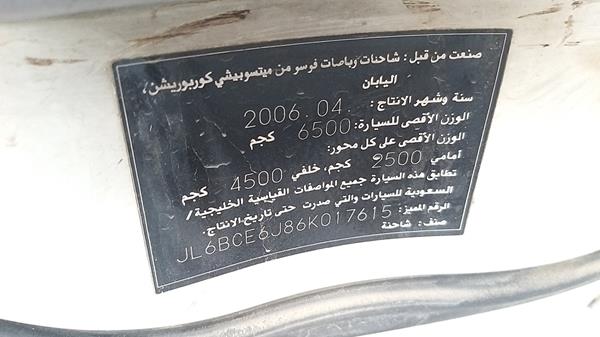 صنعت من قبل: شاحنات وباصات فوسو من ميتسوبيشي كوربوريشن،
اليابان
سنة وشهر الانتاج: 2006.04.
الوزن الأقصى للسيارة: 6500 كجم
الوزن الأقصى على كل محور:
أمامي 2500 كجم، خلفي 4500 كجم
تطابق هذه السيارة جميع المواصفات القياسية الخليجية/
السعودية للسيارات والتي صدرت حتى تاريخ الانتاج.
الرقم المميز: JL6BCE6J86K017615/
صنف: شاحنة